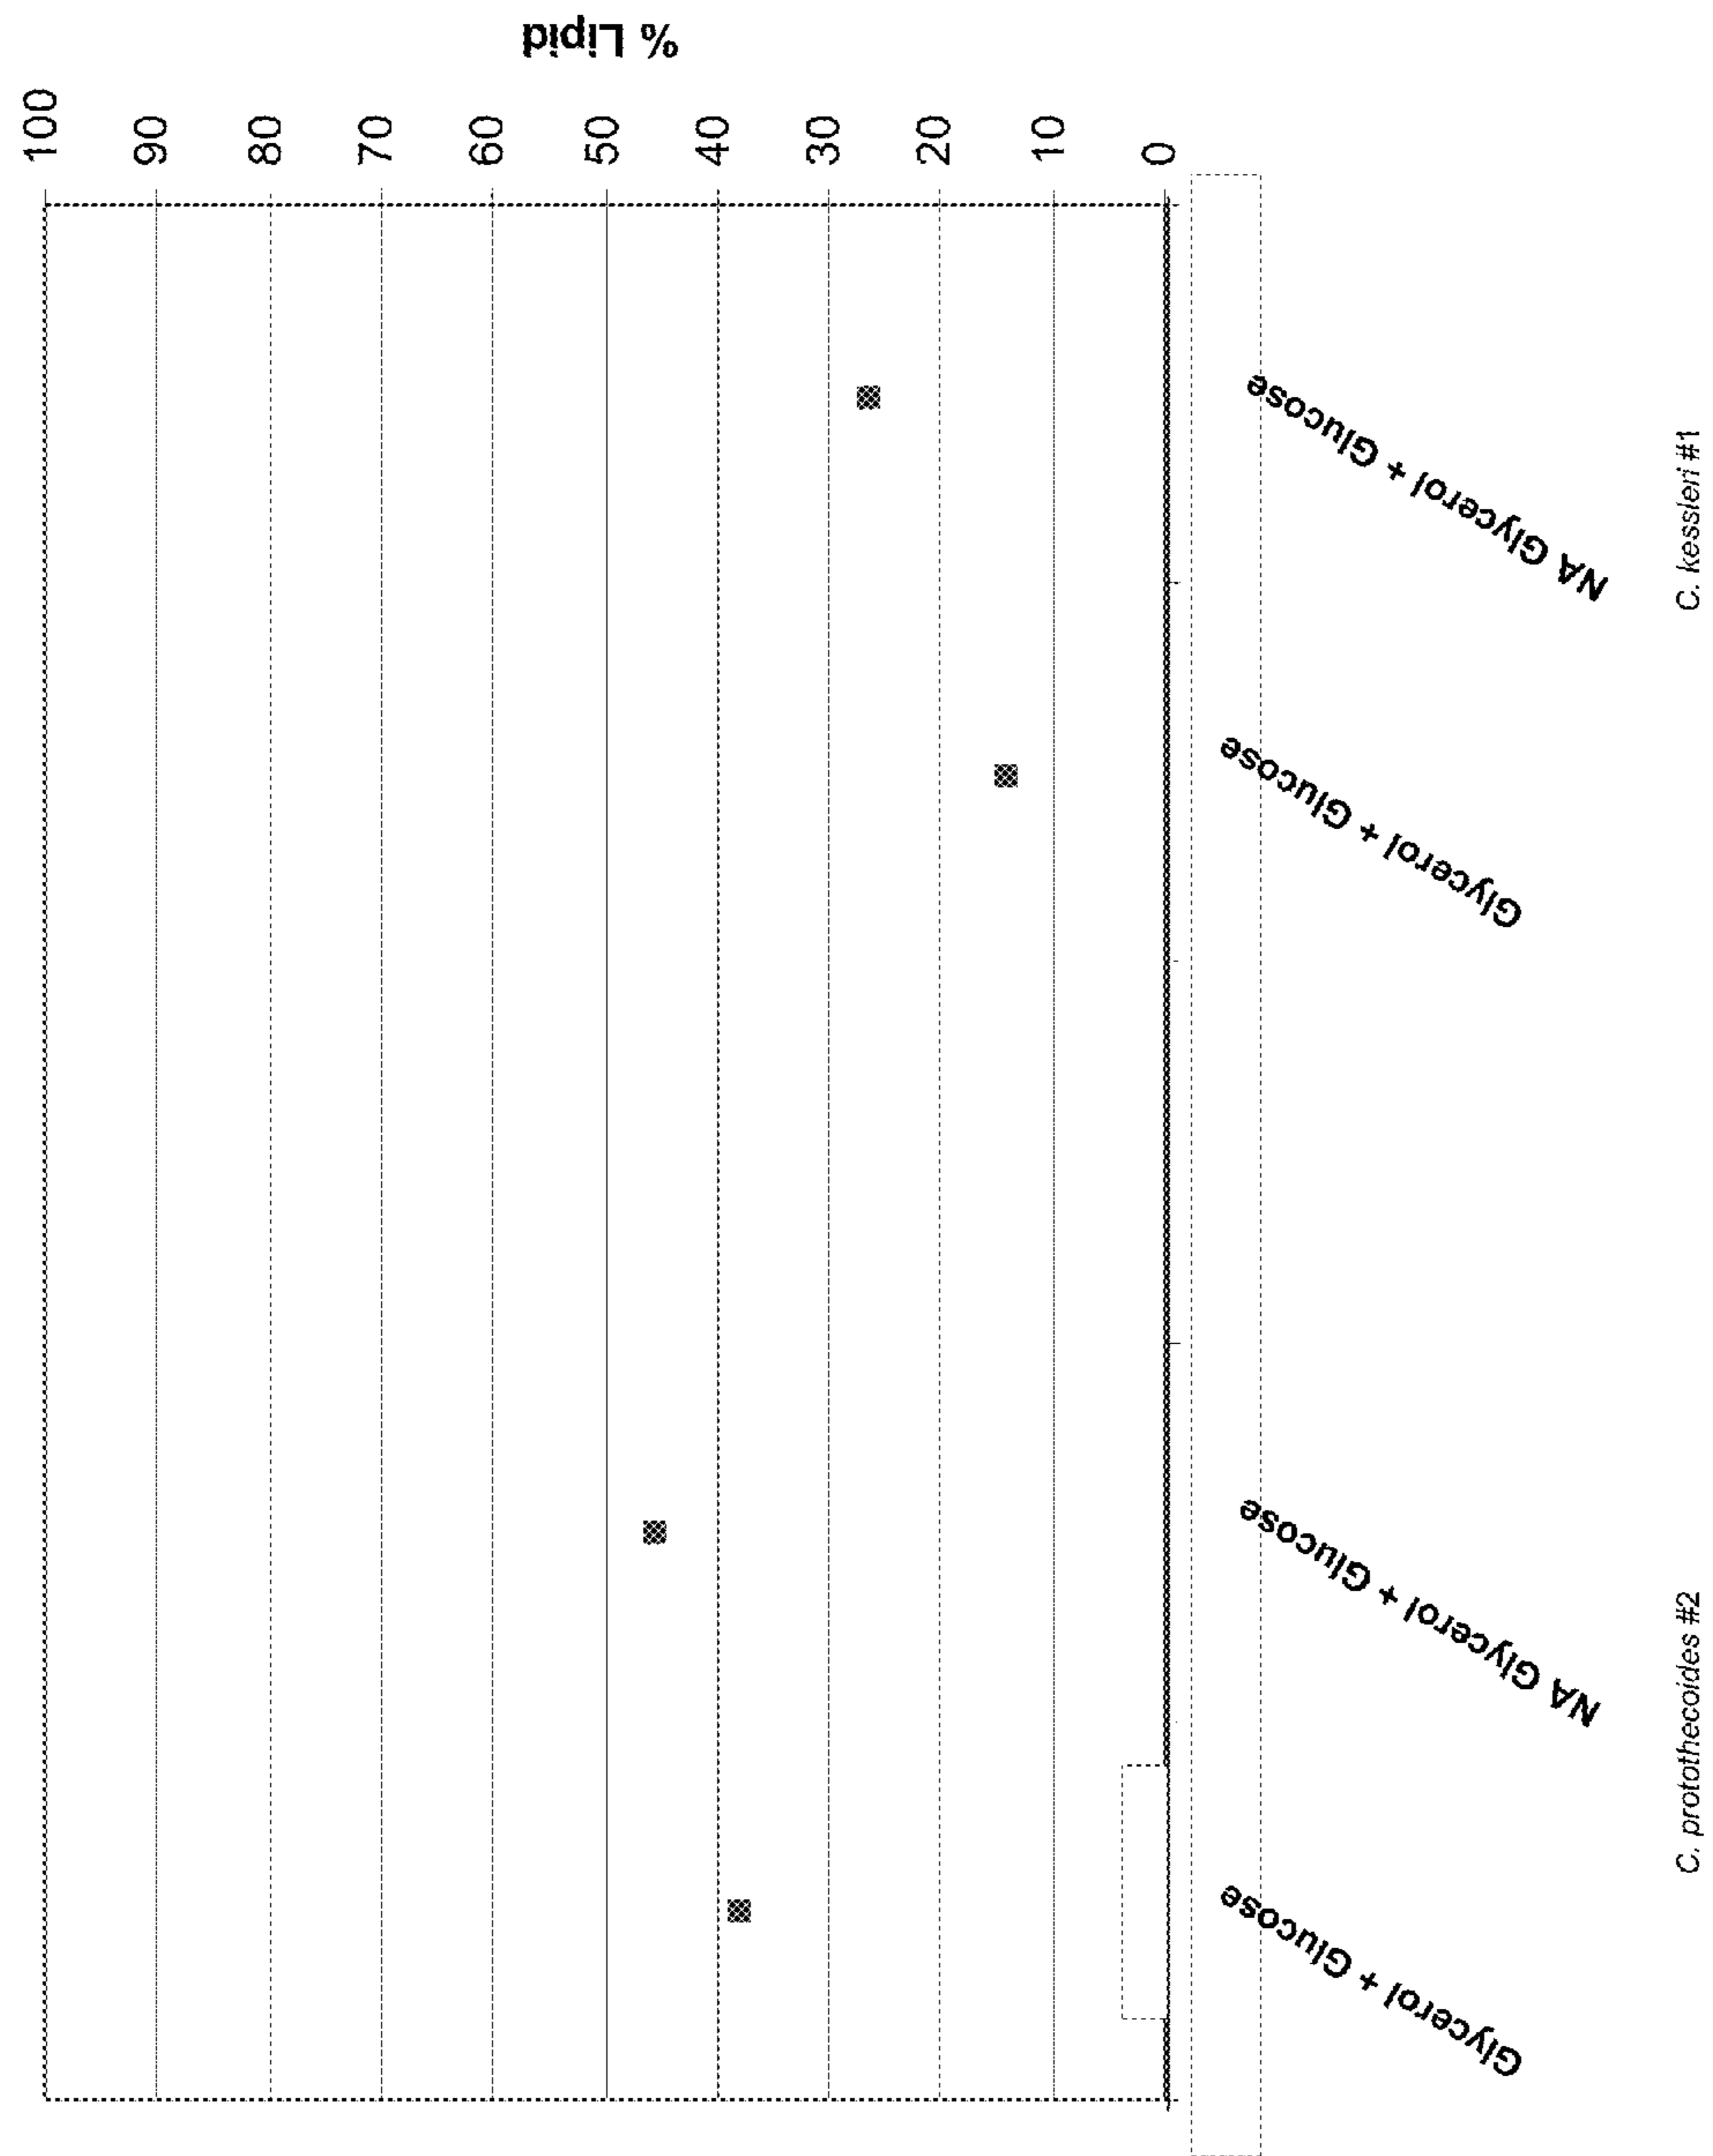 % Lipid
100
90
80
70
60
50
40
30
20
10
0
Glycerol + Glucose
NA Glycerol + Glucose
Glycerol + Glucose
NA Glycerol + Glucose
C. protothecoides #2
C. kessleri #1